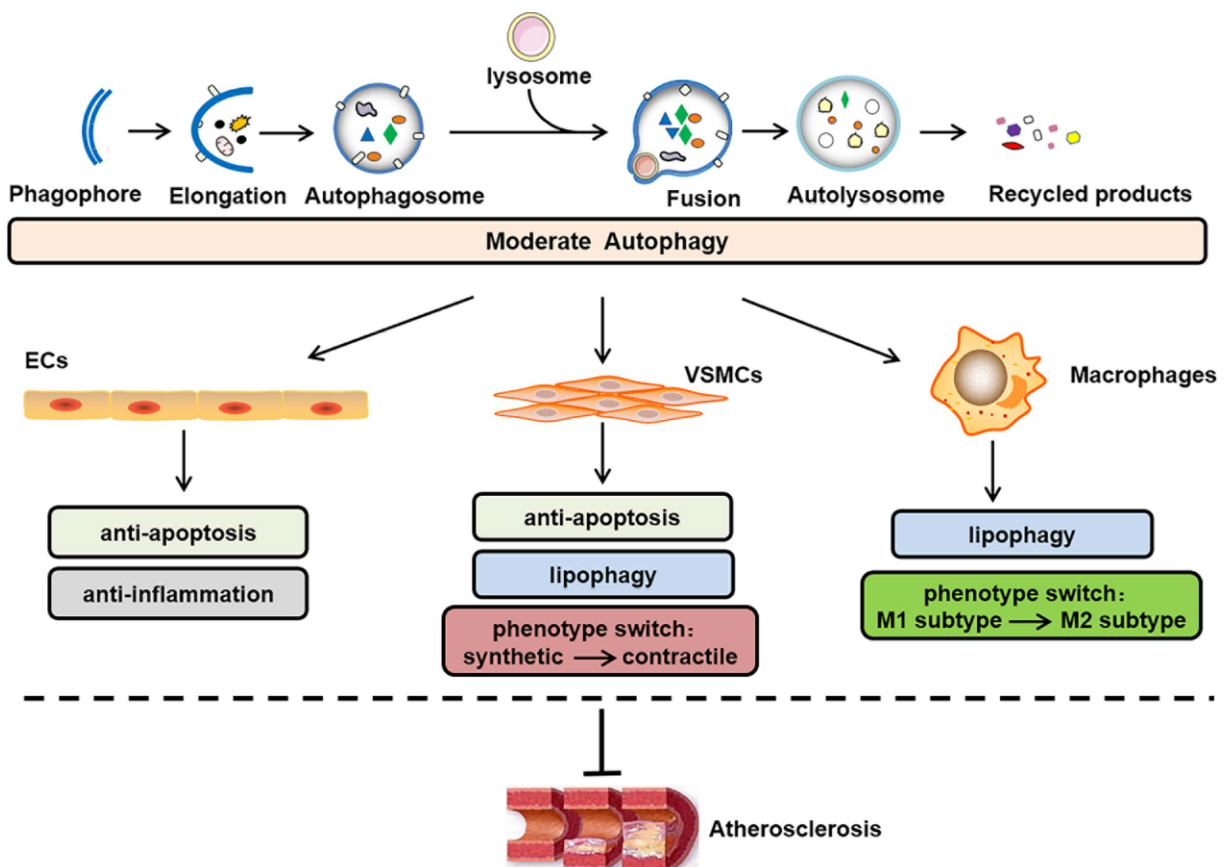 lysosome
Phagophore
Elongation
Autophagosome
Fusion
Autolysosome
Recycled products
Moderate Autophagy
ECs
VSMCs
Macrophages
anti-apoptosis
anti-inflammation
anti-apoptosis
lipophagy
phenotype switch:
synthetic → contractile
lipophagy
phenotype switch:
M1 subtype → M2 subtype
Atherosclerosis